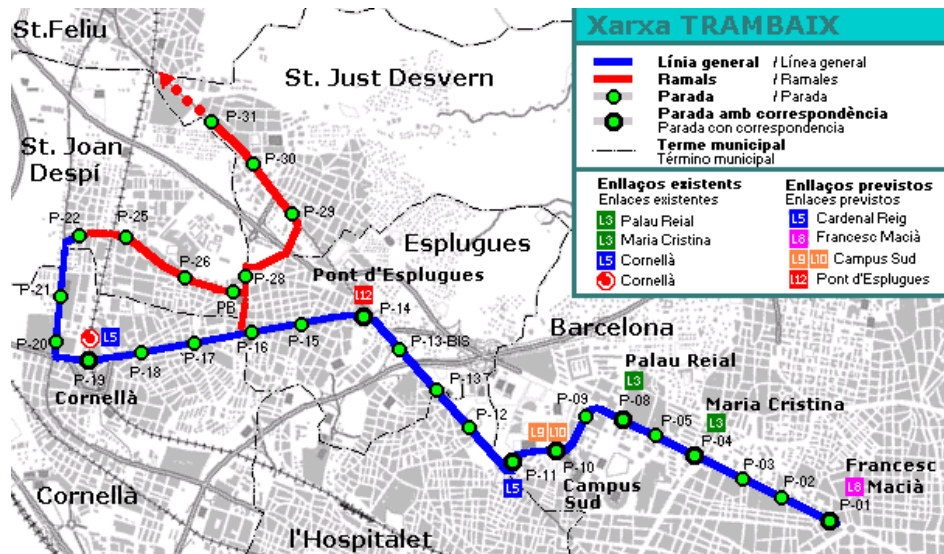 St.Feliu
St. Just Desvern
St. Joan
Despí
P-31
P-30
P-29
P-22
P-25
P-26
P-28
PB
P-21
Pont d'Esplugues
L12
P-14
Esplugues
P-20
L5
P-19
Cornellà
P-18
P-17
P-16
P-15
P-13-BIS
P-13
P-12
L9 L10
P-11
L5
P-10
Campus
Sud
P-09
Barcelona
Palau Reial
L3
P-08
P-05
Maria Cristina
L3
P-04
P-03
P-02
Francesc
L8 Macià
P-01
Cornellà
l'Hospitalet
Xarxa TRAMBAIX
Línia general / Línea general
Ramals / Ramales
Parada / Parada
Parada amb correspondència
Parada con correspondencia
Terme municipal
Término municipal
Enllaços existents
Enlaces existentes
L3 Palau Reial
L3 Maria Cristina
L5 Cornellà
Cornellà
Enllaços previstos
Enlaces previstos
L5 Cardenal Reig
L8 Francesc Macià
L9 L10 Campus Sud
L12 Pont d'Esplugues